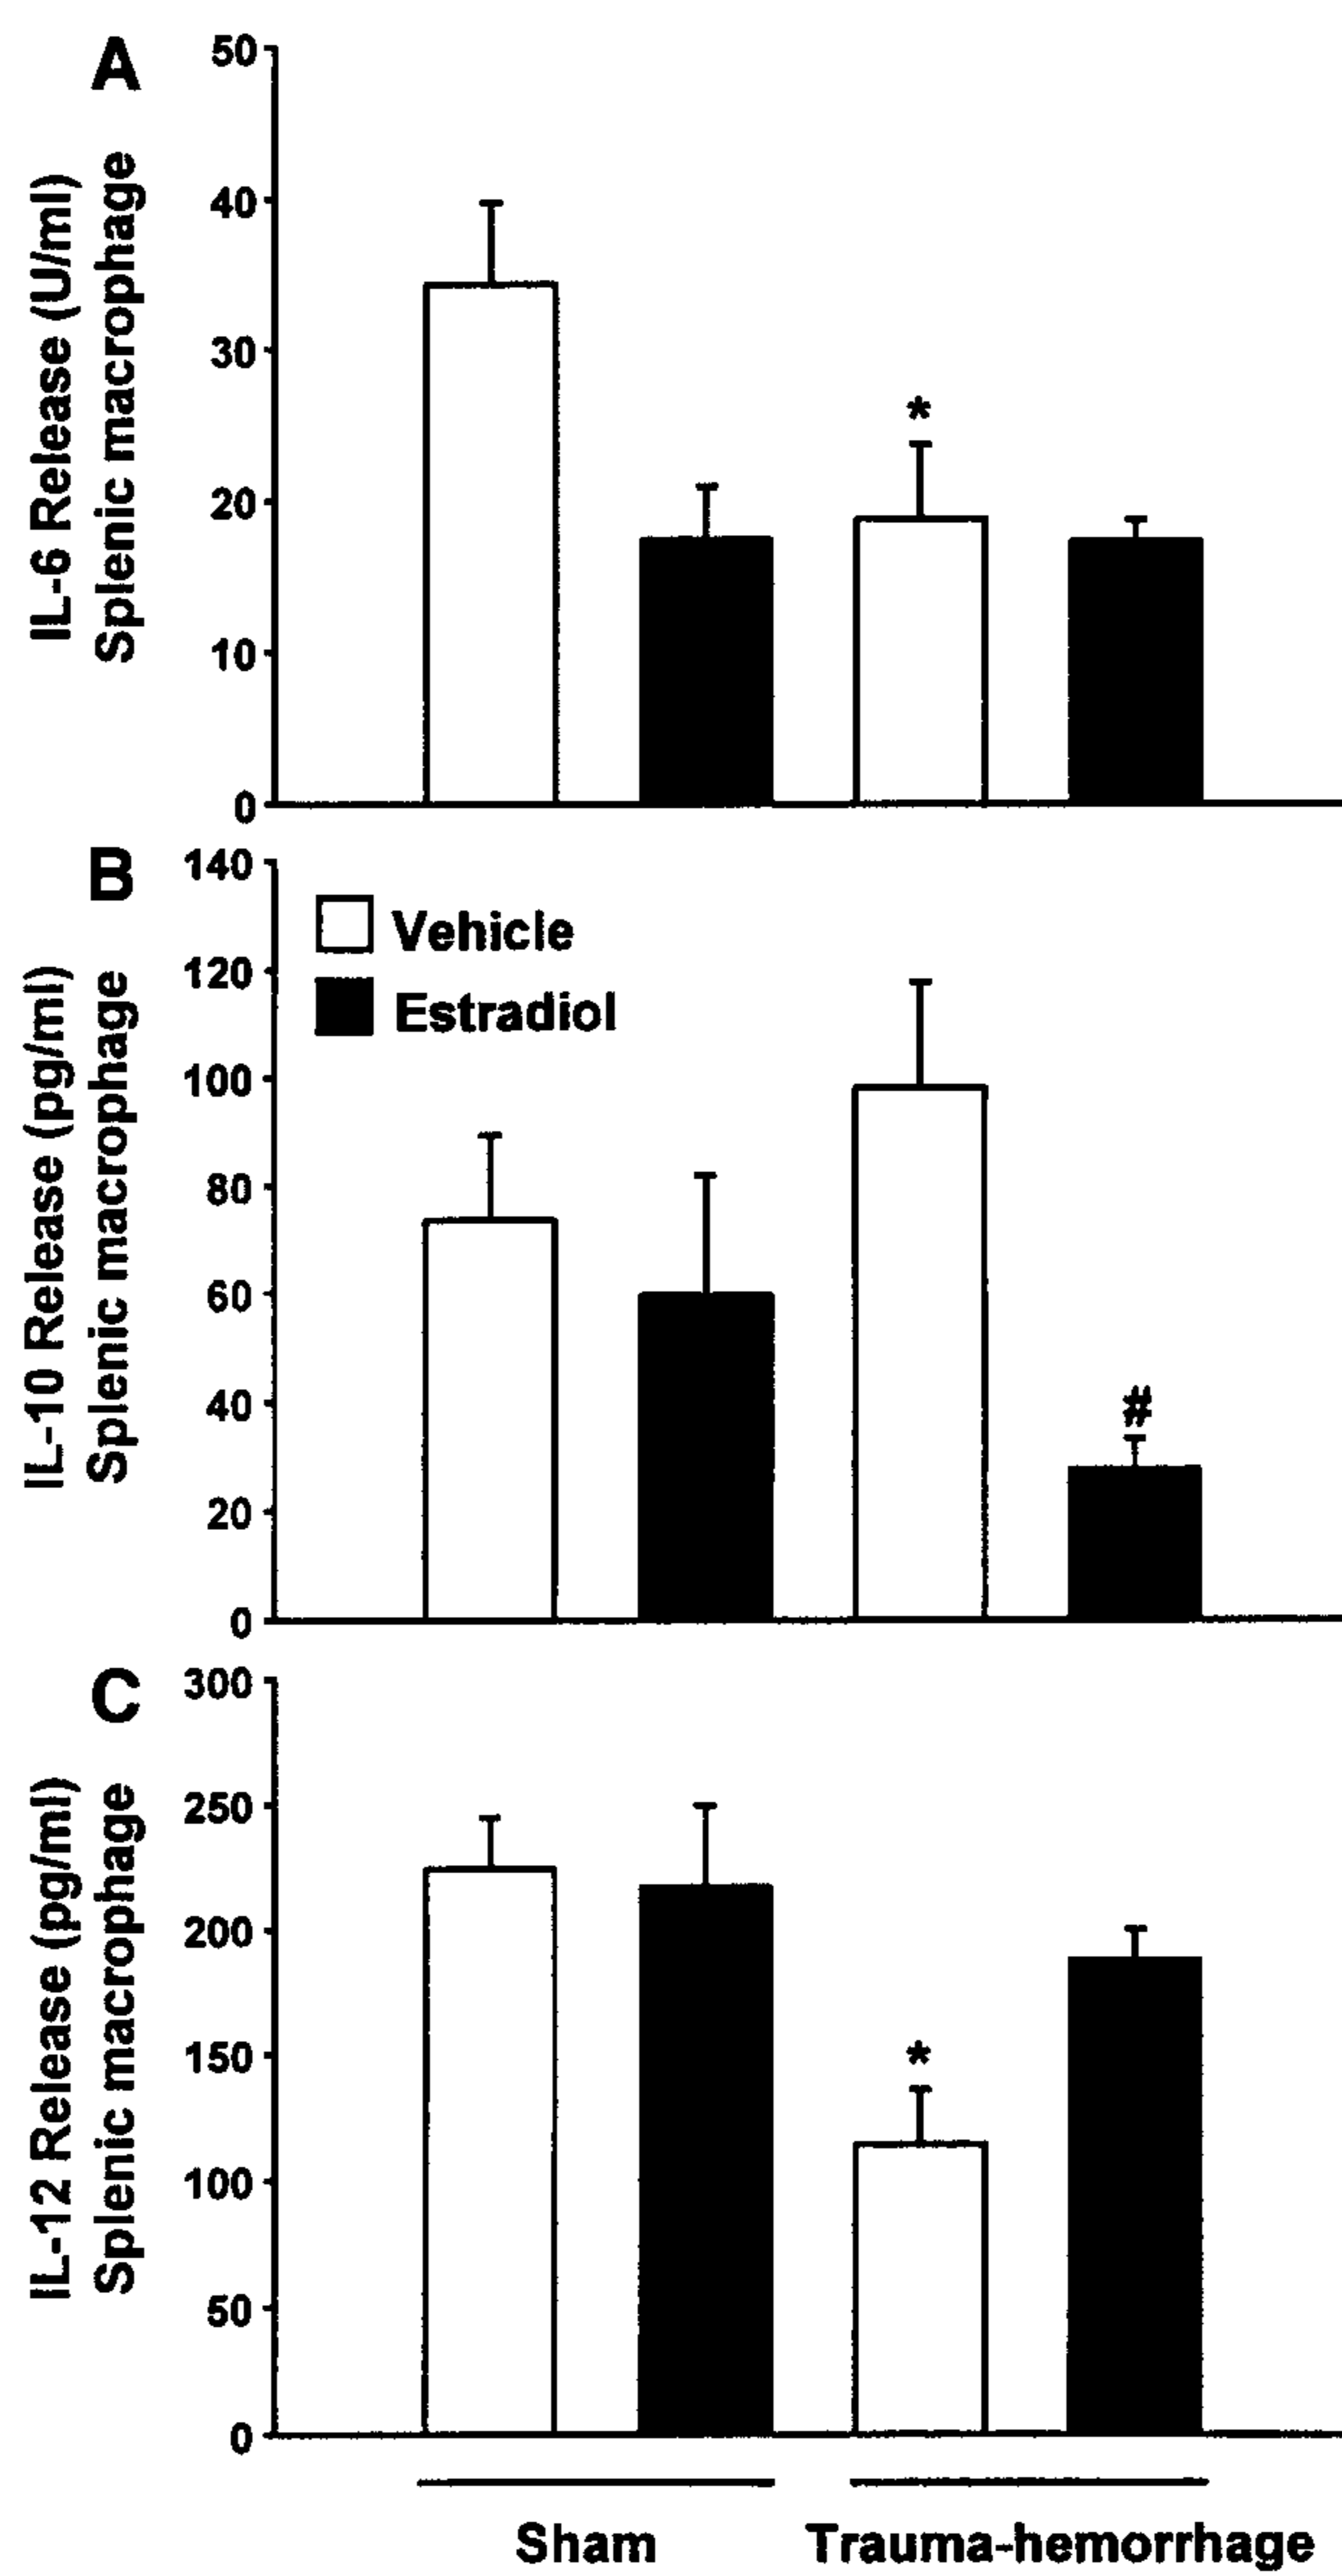 A
IL-6 Release (U/ml)
Splenic macrophage
50
40
30
20
10
0
*
B
IL-10 Release (pg/ml)
Splenic macrophage
140
120
100
80
60
40
20
0
Vehicle
Estradiol
#
C
IL-12 Release (pg/ml)
Splenic macrophage
300
250
200
150
100
50
0
*
Sham Trauma-hemorrhage